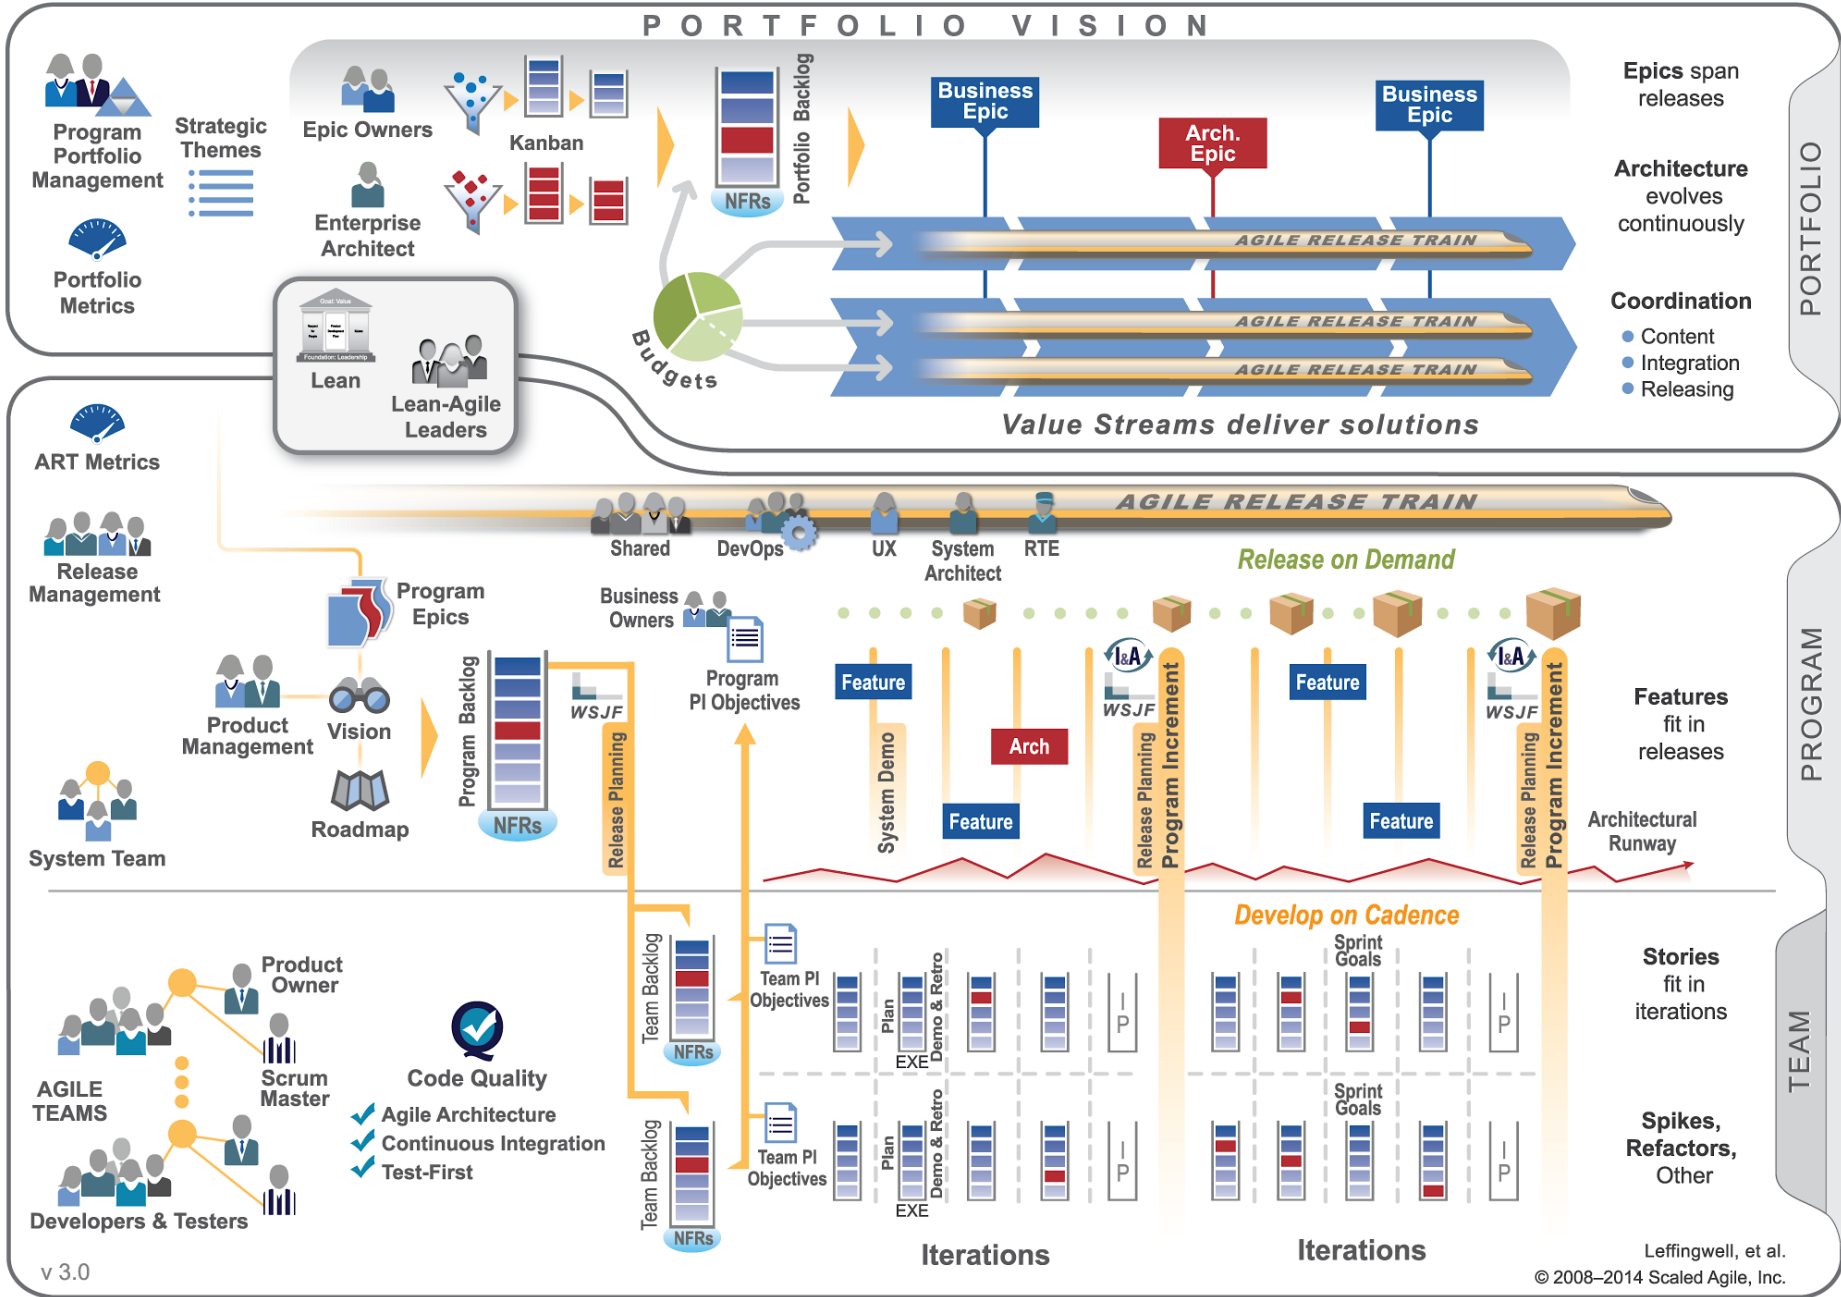 PORTFOLIO VISION
Program
Portfolio
Management
Strategic
Themes
Portfolio
Metrics
Epic Owners
Kanban
Enterprise
Architect
Portfolio Backlog
NFRs
Budgets
Business
Epic
Arch.
Epic
Business
Epic
AGILE RELEASE TRAIN
AGILE RELEASE TRAIN
AGILE RELEASE TRAIN
Value Streams deliver solutions
Epics span
releases
Architecture
evolves
continuously
Coordination
Content
Integration
Releasing
PORTFOLIO
Goal: Value
Foundation: Leadership
Lean
Lean-Agile
Leaders
ART Metrics
Release
Management
AGILE RELEASE TRAIN
Shared
DevOps
UX
System
Architect
RTE
Release on Demand
Program
Epics
Business
Owners
Program
PI Objectives
Product
Management
Vision
Roadmap
System Team
Program Backlog
NFRs
WSJF
Release Planning
Feature
System Demo
Feature
Arch
I&A
WSJF
Release Planning
Program Increment
Feature
Feature
I&A
WSJF
Release Planning
Program Increment
Features
fit in
releases
Architectural
Runway
PROGRAM
Develop on Cadence
AGILE
TEAMS
Product
Owner
Scrum
Master
Developers & Testers
Code Quality
Agile Architecture
Continuous Integration
Test-First
Team Backlog
NFRs
Team PI
Objectives
Plan
EXE
Demo & Retro
I
P
Sprint
Goals
I
P
Team Backlog
NFRs
Team PI
Objectives
Plan
EXE
Demo & Retro
I
P
Sprint
Goals
I
P
Iterations
Iterations
Stories
fit in
iterations
Spikes,
Refactors,
Other
TEAM
v 3.0
Leffingwell, et al.
© 2008–2014 Scaled Agile, Inc.